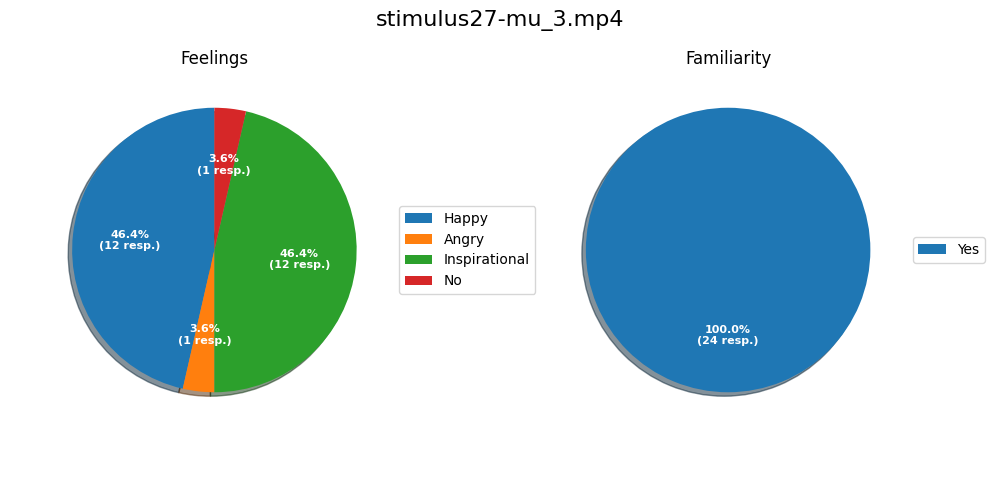 stimulus27-mu_3.mp4
Feelings
3.6%
(1 resp.)
46.4%
(12 resp.)
46.4%
(12 resp.)
3.6%
(1 resp.)
Happy
Angry
Inspirational
No
Familiarity
100.0%
(24 resp.)
Yes